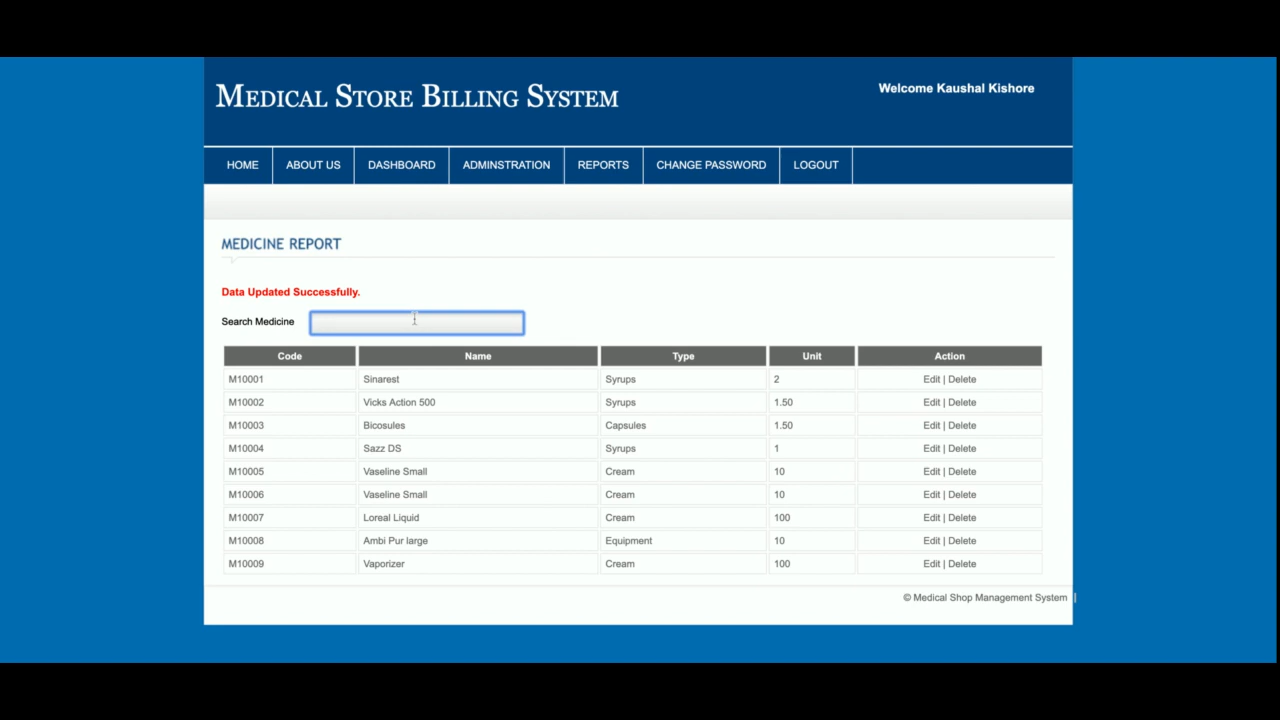 MEDICAL STORE BILLING SYSTEM
Welcome Kaushal Kishore
HOME ABOUT US DASHBOARD ADMINSTRATION REPORTS CHANGE PASSWORD LOGOUT
MEDICINE REPORT
Data Updated Successfully.
Search Medicine
Code Name Type Unit Action
M10001 Sinarest Syrups 2 Edit | Delete
M10002 Vicks Action 500 Syrups 1.50 Edit | Delete
M10003 Bicosules Capsules 1.50 Edit | Delete
M10004 Sazz DS Syrups 1 Edit | Delete
M10005 Vaseline Small Cream 10 Edit | Delete
M10006 Vaseline Small Cream 10 Edit | Delete
M10007 Loreal Liquid Cream 100 Edit | Delete
M10008 Ambi Pur large Equipment 10 Edit | Delete
M10009 Vaporizer Cream 100 Edit | Delete
© Medical Shop Management System |